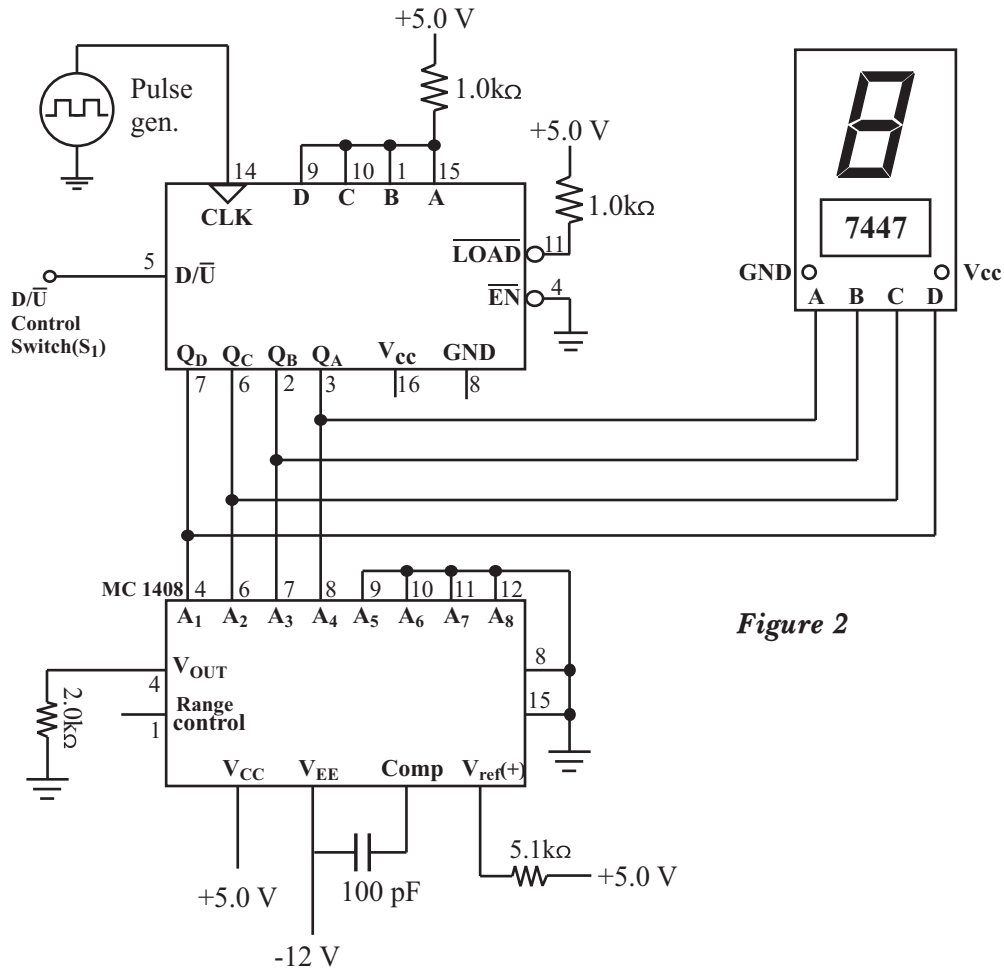 +5.0 V
Pulse
gen.
1.0kΩ
+5.0 V
14
9
10
1
15
D
C
B
A
CLK
1.0kΩ
LOAD
11
EN
4
5
D/U
D/U
Control
Switch(S1)
QD
QC
QB
QA
Vcc
GND
7
6
2
3
16
8
7447
GND
Vcc
A
B
C
D
MC 1408
4
6
7
8
9
10
11
12
A1
A2
A3
A4
A5
A6
A7
A8
Figure 2
VOUT
4
8
2.0kΩ
Range
control
1
15
VCC
VEE
Comp
Vref(+)
5.1kΩ
+5.0 V
+5.0 V
100 pF
-12 V